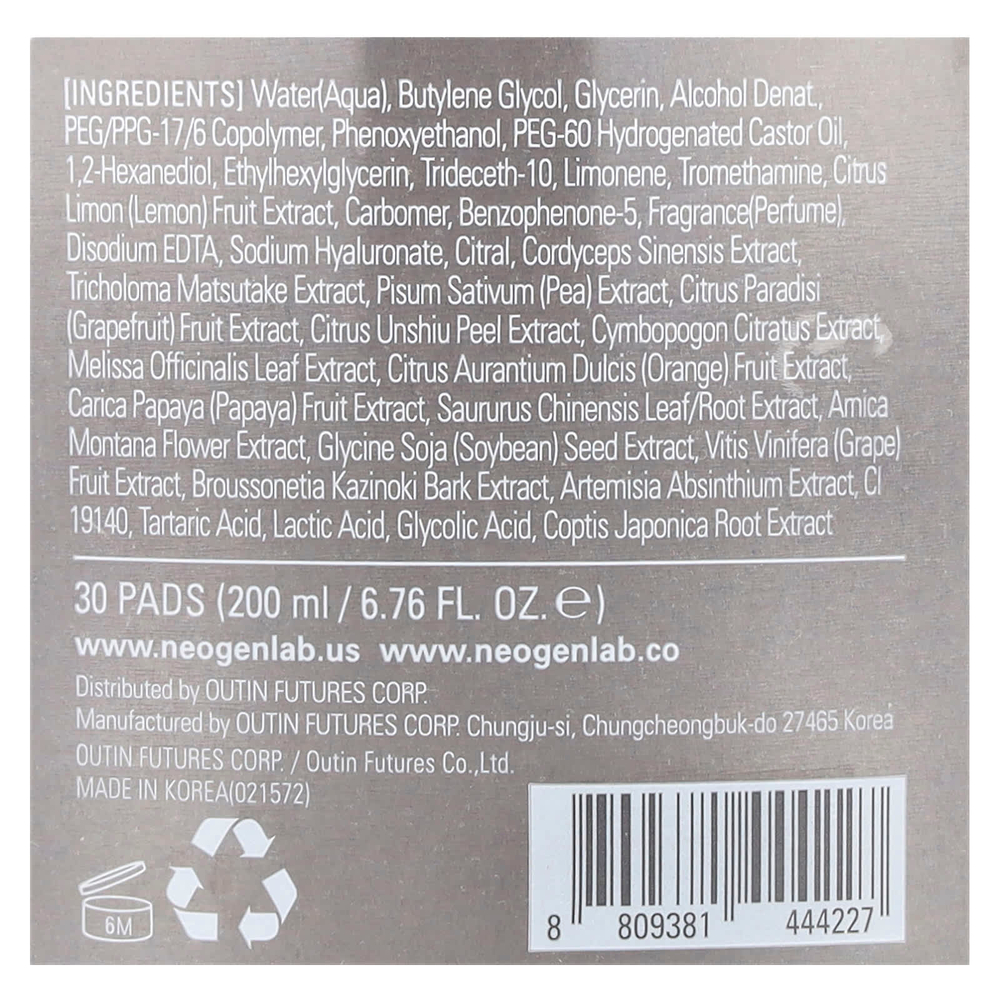 [INGREDIENTS] Water(Aqua), Butylene Glycol, Glycerin, Alcohol Denat.,
PEG/PPG-17/6 Copolymer, Phenoxyethanol, PEG-60 Hydrogenated Castor Oil,
1,2-Hexanediol, Ethylhexylglycerin, Trideceth-10, Limonene, Tromethamine, Citrus
Limon (Lemon) Fruit Extract, Carbomer, Benzophenone-5, Fragrance(Perfume),
Disodium EDTA, Sodium Hyaluronate, Citral, Cordyceps Sinensis Extract,
Tricholoma Matsutake Extract, Pisum Sativum (Pea) Extract, Citrus Paradisi
(Grapefruit) Fruit Extract, Citrus Unshiu Peel Extract, Cymbopogon Citratus Extract,
Melissa Officinalis Leaf Extract, Citrus Aurantium Dulcis (Orange) Fruit Extract,
Carica Papaya (Papaya) Fruit Extract, Saururus Chinensis Leaf/Root Extract, Arnica
Montana Flower Extract, Glycine Soja (Soybean) Seed Extract, Vitis Vinifera (Grape)
Fruit Extract, Broussonetia Kazinoki Bark Extract, Artemisia Absinthium Extract, CI
19140, Tartaric Acid, Lactic Acid, Glycolic Acid, Coptis Japonica Root Extract
30 PADS (200 ml / 6.76 FL. OZ. ℮)
www.neogenlab.us www.neogenlab.co
Distributed by OUTIN FUTURES CORP.
Manufactured by OUTIN FUTURES CORP. Chungju-si, Chungcheongbuk-do 27465 Korea
OUTIN FUTURES CORP. / Outin Futures Co.,Ltd.
MADE IN KOREA(021572)
6M
8 809381 444227